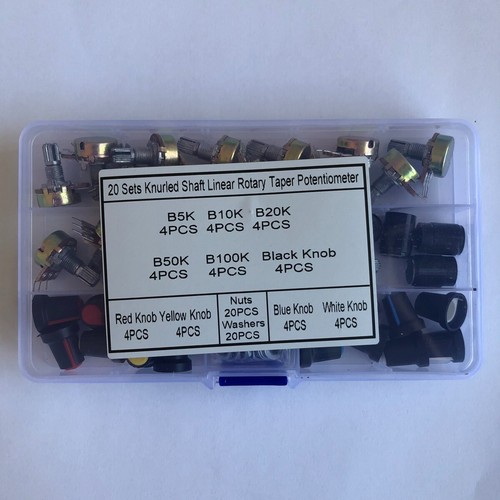 20 Sets Knurled Shaft Linear Rotary Taper Potentiometer
B5K B10K B20K
4PCS 4PCS 4PCS
B50K B100K Black Knob
4PCS 4PCS 4PCS
Red Knob Yellow Knob
4PCS 4PCS
Nuts
20PCS
Washers
20PCS
Blue Knob White Knob
4PCS 4PCS